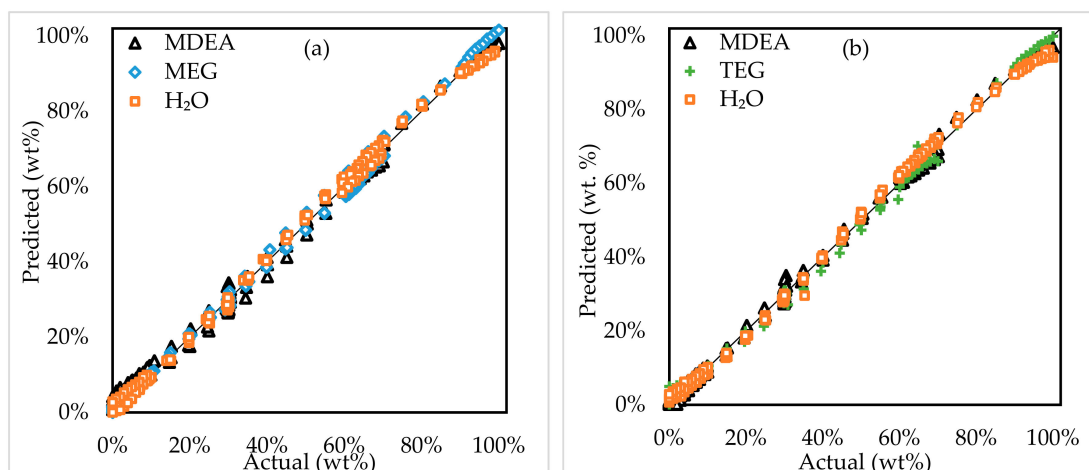 100%
80%
60%
40%
20%
0%
Predicted (wt%)
MDEA
MEG
H₂O
(a)
0% 20% 40% 60% 80% 100%
Actual (wt%)
100%
80%
60%
40%
20%
0%
Predicted (wt. %)
MDEA
TEG
H₂O
(b)
0% 20% 40% 60% 80% 100%
Actual (wt%)